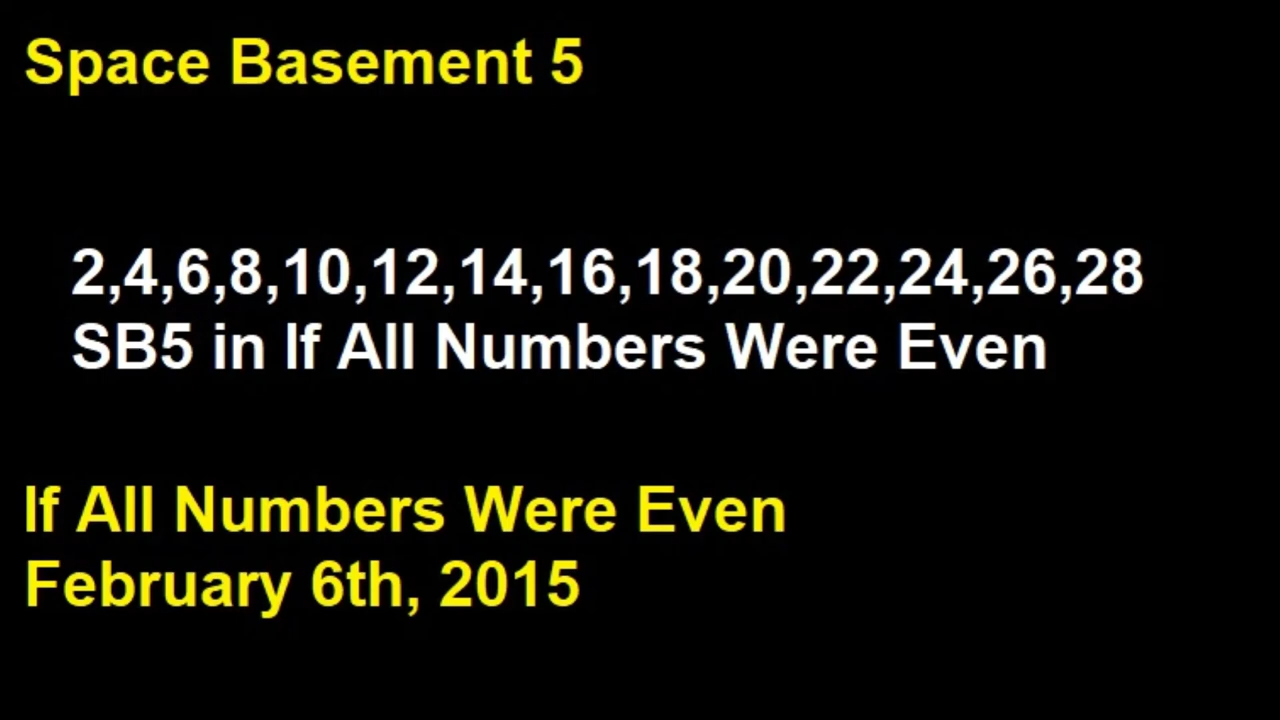 Space Basement 5
2,4,6,8,10,12,14,16,18,20,22,24,26,28
SB5 in If All Numbers Were Even
If All Numbers Were Even
February 6th, 2015